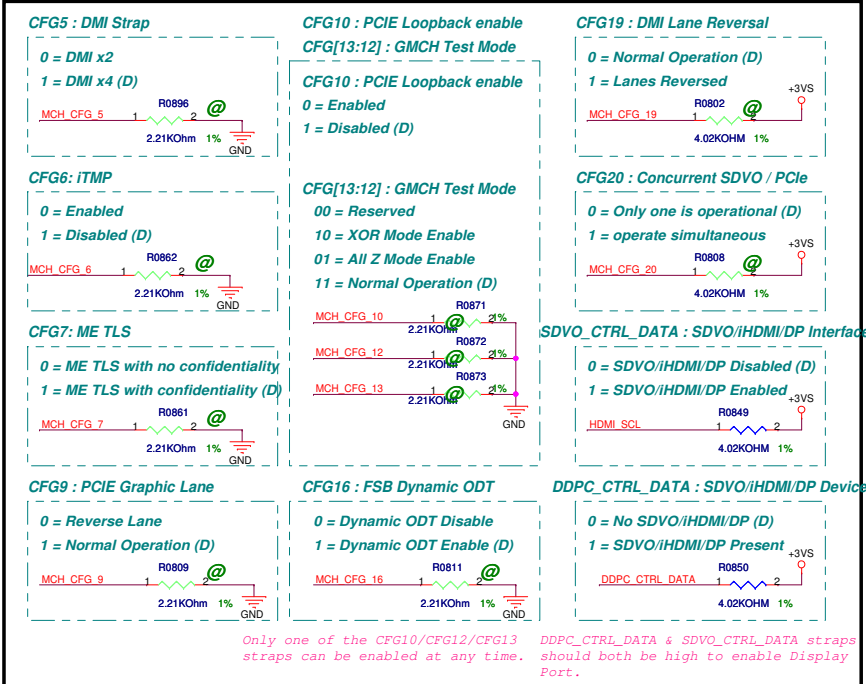 CFG5 : DMI Strap
0 = DMI x2
1 = DMI x4 (D)
R0896 @
MCH_CFG_5 1 2
2.21KOhm 1%
GND
CFG6: iTMP
0 = Enabled
1 = Disabled (D)
R0862 @
MCH_CFG_6 1 2
2.21KOhm 1%
GND
CFG7: ME TLS
0 = ME TLS with no confidentiality
1 = ME TLS with confidentiality (D)
R0861 @
MCH_CFG_7 1 2
2.21KOhm 1%
GND
CFG9 : PCIE Graphic Lane
0 = Reverse Lane
1 = Normal Operation (D)
R0809 @
MCH_CFG_9 1 2
2.21KOhm 1%
GND
CFG10 : PCIE Loopback enable
CFG[13:12] : GMCH Test Mode
CFG10 : PCIE Loopback enable
0 = Enabled
1 = Disabled (D)
CFG[13:12] : GMCH Test Mode
00 = Reserved
10 = XOR Mode Enable
01 = All Z Mode Enable
11 = Normal Operation (D)
R0871
MCH_CFG_10 1 @ 2 1%
2.21KOhm
R0872
MCH_CFG_12 1 @ 2 1%
2.21KOhm
R0873
MCH_CFG_13 1 @ 2 1%
2.21KOhm
GND
CFG16 : FSB Dynamic ODT
0 = Dynamic ODT Disable
1 = Dynamic ODT Enable (D)
R0811 @
MCH_CFG_16 1 2
2.21KOhm 1%
GND
CFG19 : DMI Lane Reversal
0 = Normal Operation (D)
1 = Lanes Reversed
+3VS
R0802 @
MCH_CFG_19 1 2
4.02KOHM 1%
CFG20 : Concurrent SDVO / PCIe
0 = Only one is operational (D)
1 = operate simultaneous
+3VS
R0808 @
MCH_CFG_20 1 2
4.02KOHM 1%
SDVO_CTRL_DATA : SDVO/iHDMI/DP Interface
0 = SDVO/iHDMI/DP Disabled (D)
1 = SDVO/iHDMI/DP Enabled
+3VS
R0849
HDMI_SCL 1 2
4.02KOHM 1%
DDPC_CTRL_DATA : SDVO/iHDMI/DP Device
0 = No SDVO/iHDMI/DP (D)
1 = SDVO/iHDMI/DP Present
+3VS
R0850
DDPC_CTRL_DATA 1 2
4.02KOHM 1%
Only one of the CFG10/CFG12/CFG13
straps can be enabled at any time.
DDPC_CTRL_DATA & SDVO_CTRL_DATA straps
should both be high to enable Display
Port.